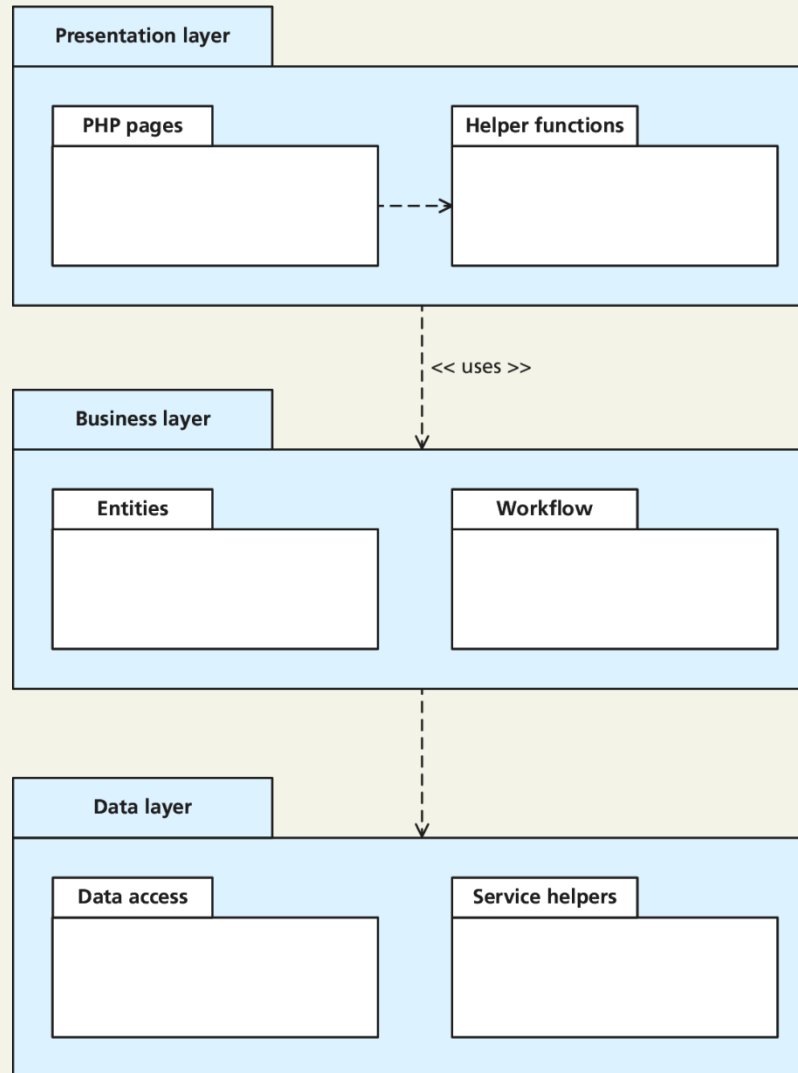 Presentation layer
PHP pages
Helper functions
<< uses >>
Business layer
Entities
Workflow
Data layer
Data access
Service helpers